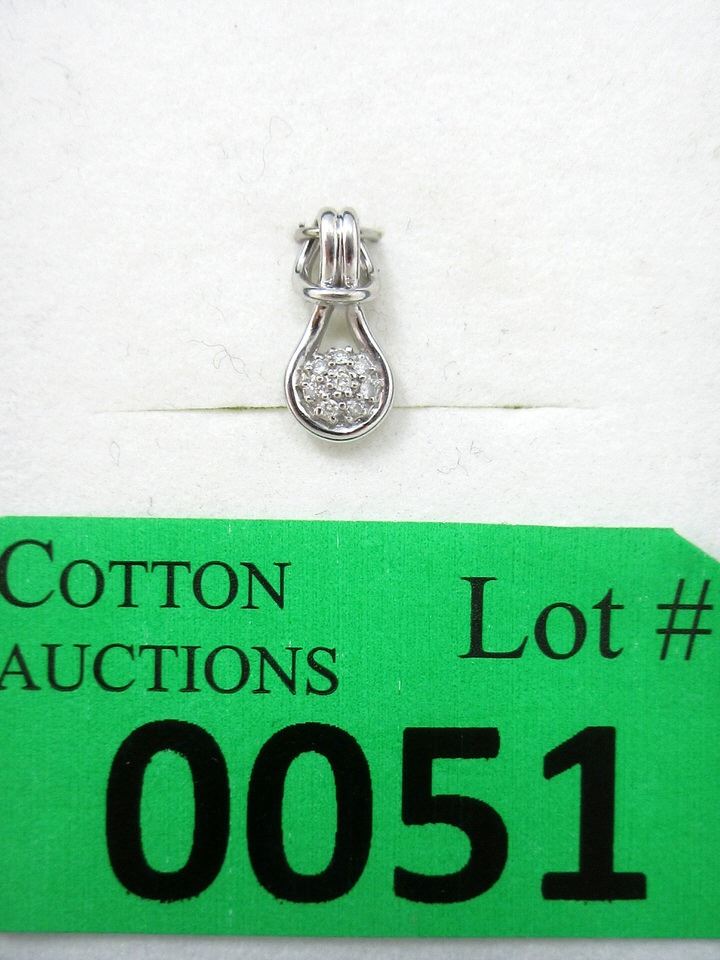 COTTON
AUCTIONS
Lot #
0051